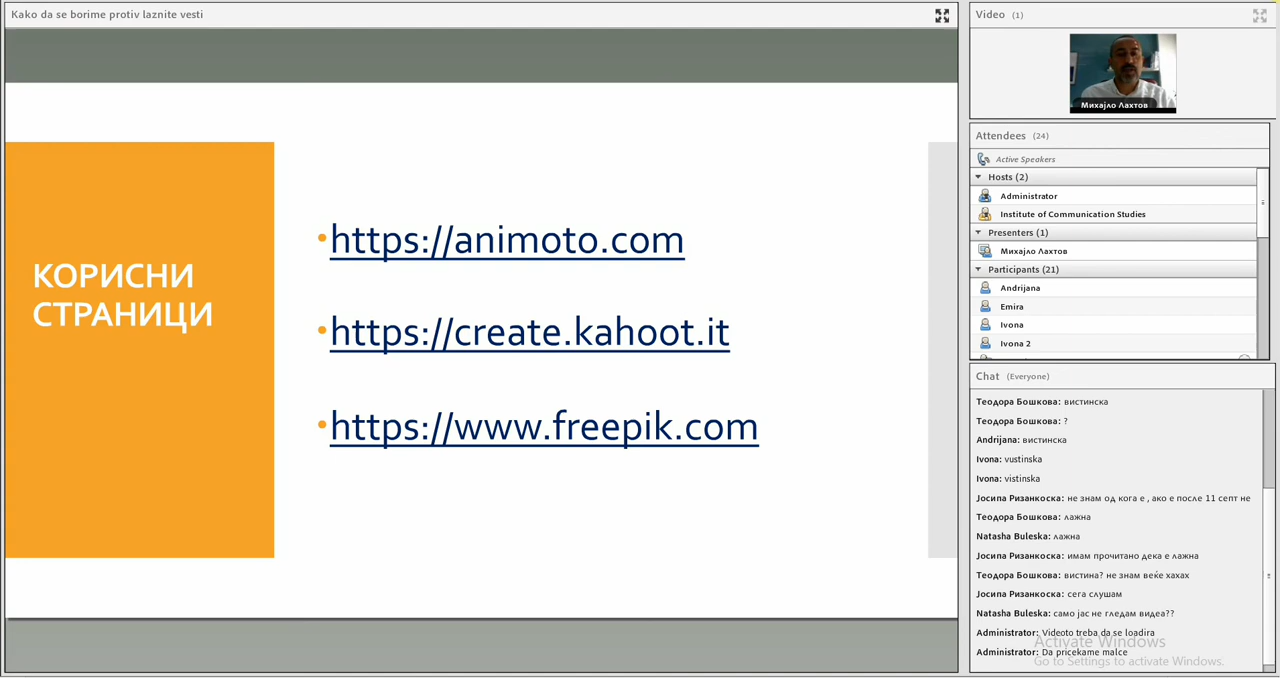 Kako da se borime protiv laznite vesti
КОРИСНИ
СТРАНИЦИ
•https://animoto.com
•https://create.kahoot.it
•https://www.freepik.com
Video (1)
Михајло Лахтов
Attendees (24)
Active Speakers
Hosts (2)
Administrator
Institute of Communication Studies
Presenters (1)
Михајло Лахтов
Participants (21)
Andrijana
Emira
Ivona
Ivona 2
Chat (Everyone)
Теодора Бошкова: вистинска
Теодора Бошкова: ?
Andrijana: вистинска
Ivona: vustinska
Ivona: vistinska
Јосипа Ризанкоска: не знам од кога е , ако е после 11 септ не
Теодора Бошкова: лажна
Natasha Buleska: лажна
Јосипа Ризанкоска: имам прочитано дека е лажна
Теодора Бошкова: вистина? не знам веќе хахах
Јосипа Ризанкоска: сега слушам
Natasha Buleska: само јас не гледам видеа??
Administrator: Videoto treba da se loadira
Administrator: Da pricekame malce
Activate Windows
Go to Settings to activate Windows.